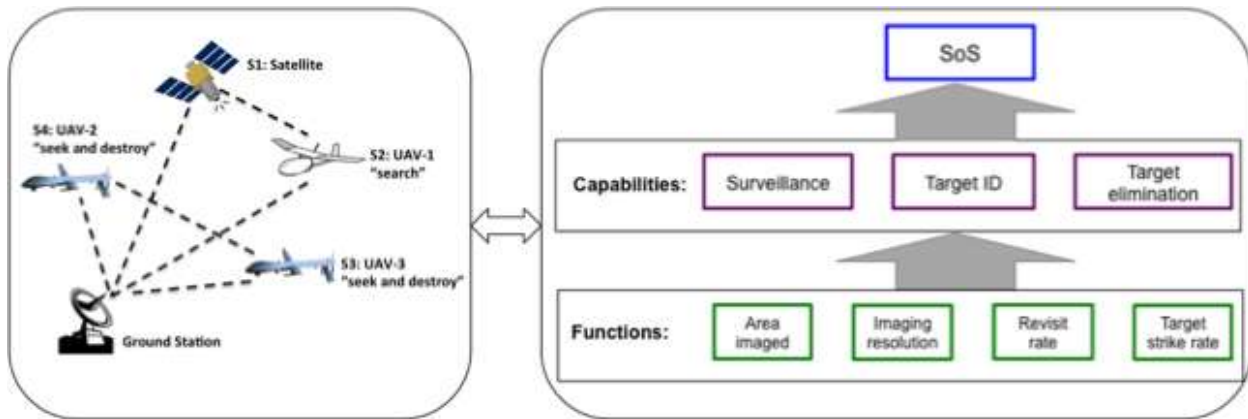 S1: Satellite
S4: UAV-2
“seek and destroy”
S2: UAV-1
“search”
S3: UAV-3
“seek and destroy”
Ground Station
SoS
Capabilities:
Surveillance
Target ID
Target
elimination
Functions:
Area
imaged
Imaging
resolution
Revisit
rate
Target
strike rate